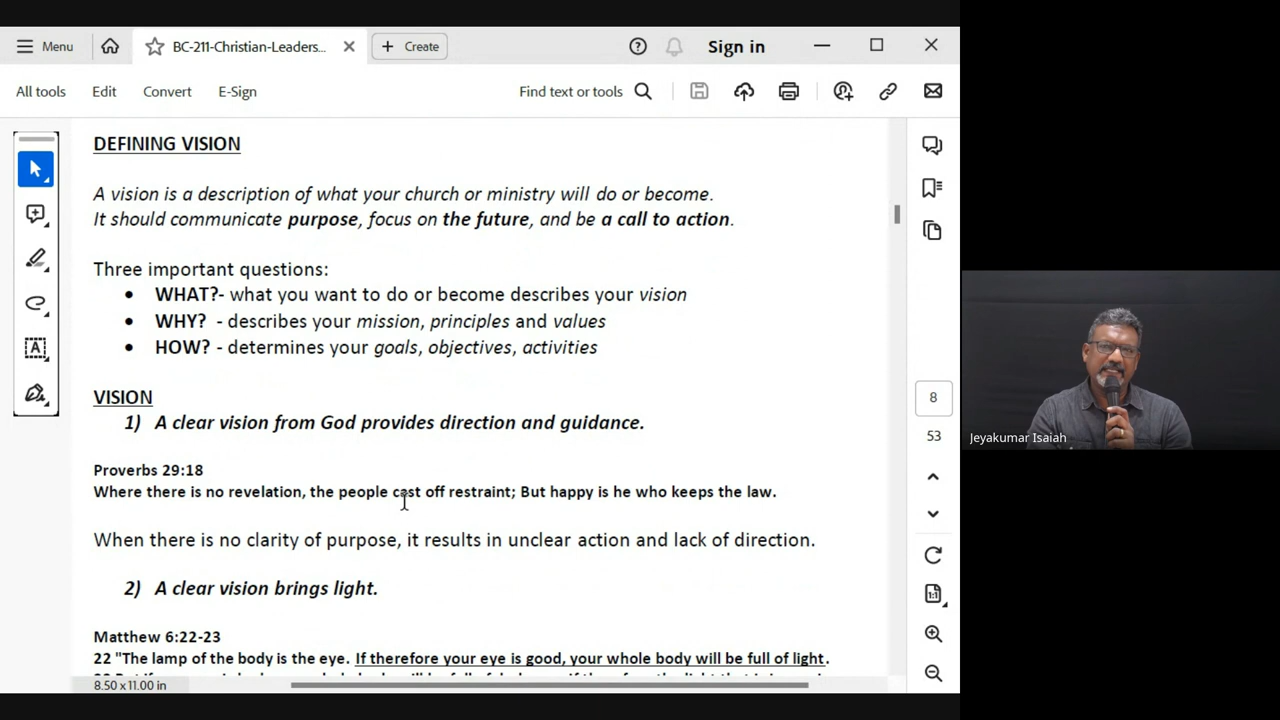 Menu
BC-211-Christian-Leaders...
Create
Sign in
All tools
Edit
Convert
E-Sign
Find text or tools
DEFINING VISION
A vision is a description of what your church or ministry will do or become.
It should communicate purpose, focus on the future, and be a call to action.
Three important questions:
• WHAT?- what you want to do or become describes your vision
• WHY? - describes your mission, principles and values
• HOW? - determines your goals, objectives, activities
VISION
1) A clear vision from God provides direction and guidance.
Proverbs 29:18
Where there is no revelation, the people cast off restraint; But happy is he who keeps the law.
When there is no clarity of purpose, it results in unclear action and lack of direction.
2) A clear vision brings light.
Matthew 6:22-23
22 "The lamp of the body is the eye. If therefore your eye is good, your whole body will be full of light.
8.50 x 11.00 in
8
53
1:1
Jeyakumar Isaiah